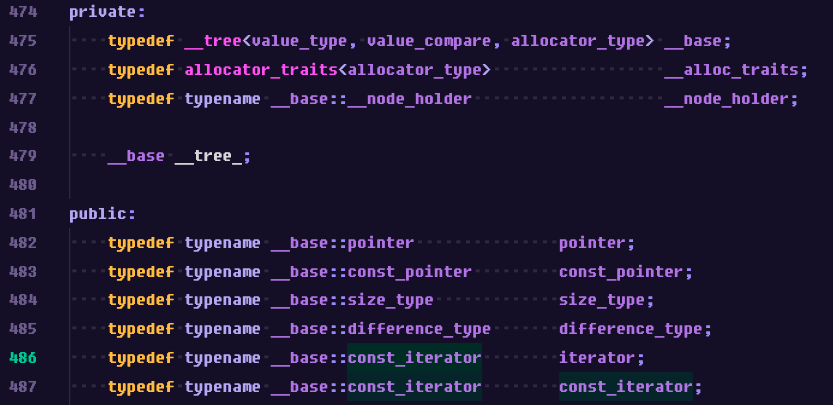 474 private:
475 typedef __tree<value_type, value_compare, allocator_type> __base;
476 typedef allocator_traits<allocator_type> __alloc_traits;
477 typedef typename __base::__node_holder __node_holder;
478
479 __base __tree_;
480
481 public:
482 typedef typename __base::pointer pointer;
483 typedef typename __base::const_pointer const_pointer;
484 typedef typename __base::size_type size_type;
485 typedef typename __base::difference_type difference_type;
486 typedef typename __base::const_iterator iterator;
487 typedef typename __base::const_iterator const_iterator;